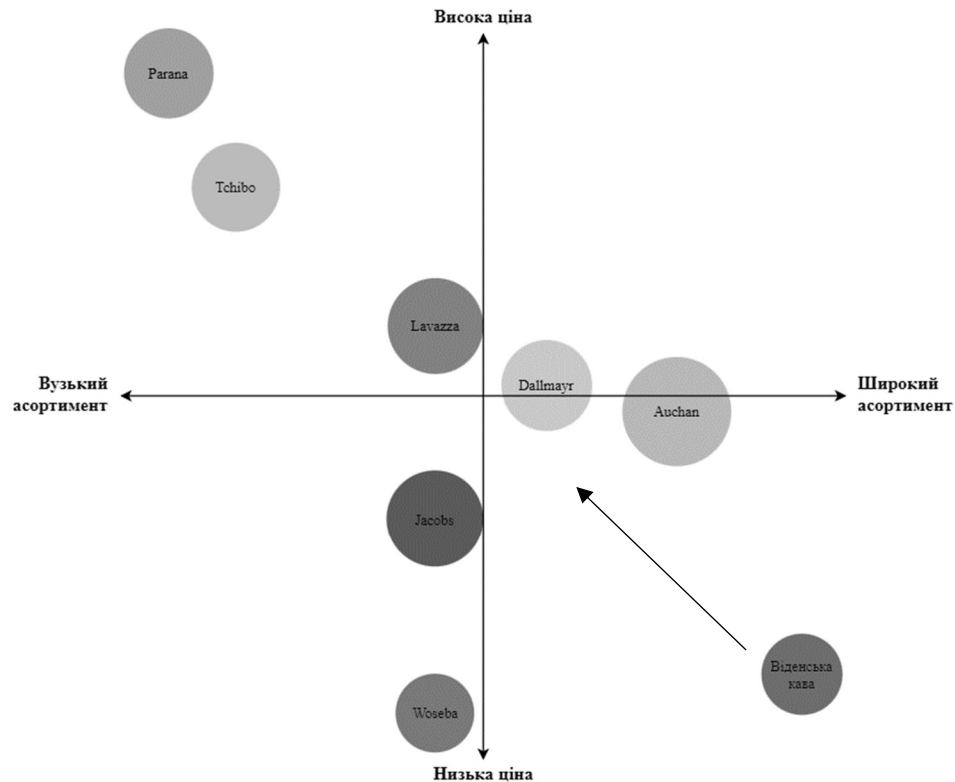 Висока ціна
Parana
Tchibo
Lavazza
Dallmayr
Вузький
асортимент
Широкий
асортимент
Auchan
Jacobs
Віденська
кава
Woseba
Низька ціна